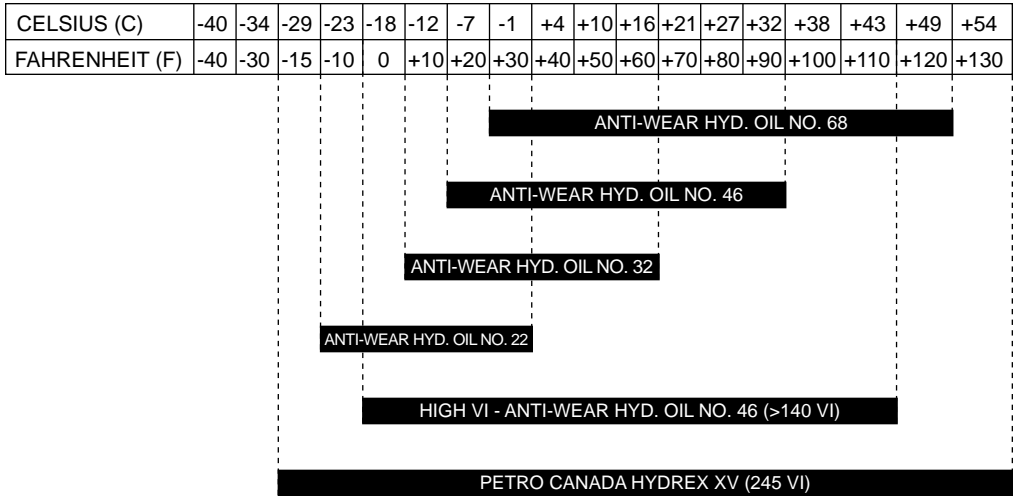 CELSIUS (C) -40 -34 -29 -23 -18 -12 -7 -1 +4 +10 +16 +21 +27 +32 +38 +43 +49 +54
FAHRENHEIT (F) -40 -30 -15 -10 0 +10 +20 +30 +40 +50 +60 +70 +80 +90 +100 +110 +120 +130
ANTI-WEAR HYD. OIL NO. 68
ANTI-WEAR HYD. OIL NO. 46
ANTI-WEAR HYD. OIL NO. 32
ANTI-WEAR HYD. OIL NO. 22
HIGH VI - ANTI-WEAR HYD. OIL NO. 46 (>140 VI)
PETRO CANADA HYDREX XV (245 VI)